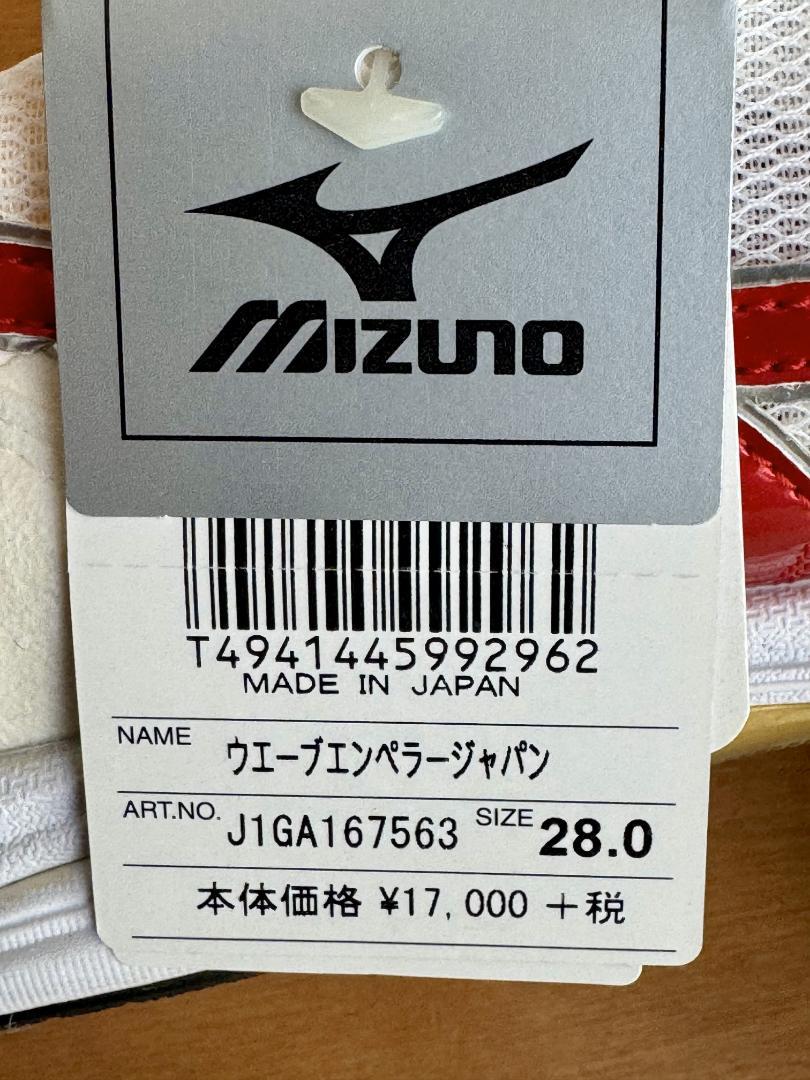 MIZUNO
T4941445992962
MADE IN JAPAN
NAME ウエーブエンペラージャパン
ART.NO. J1GA167563 SIZE 28.0
本体価格 ¥17,000 +税